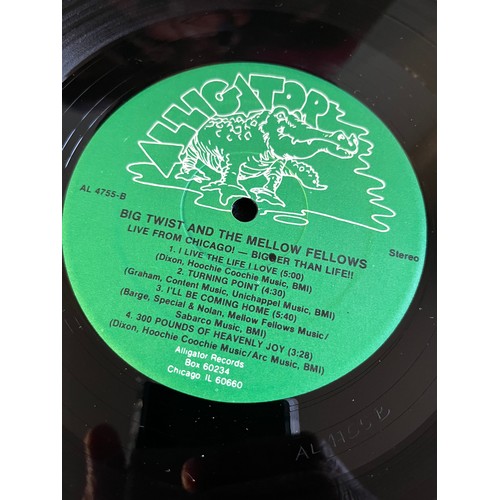 ALLIGATOR
AL 4755-B
Stereo
BIG TWIST AND THE MELLOW FELLOWS
LIVE FROM CHICAGO! — BIGGER THAN LIFE!!
1. I LIVE THE LIFE I LOVE (5:00)
(Dixon, Hoochie Coochie Music, BMI)
2. TURNING POINT (4:30)
(Graham, Content Music, Unichappel Music, BMI)
3. I'LL BE COMING HOME (5:40)
(Barge, Special & Nolan, Mellow Fellows Music/
Sabarco Music, BMI)
4. 300 POUNDS OF HEAVENLY JOY (3:28)
(Dixon, Hoochie Coochie Music/Arc Music, BMI)
Alligator Records
Box 60234
Chicago IL 60660
AL 4755 B